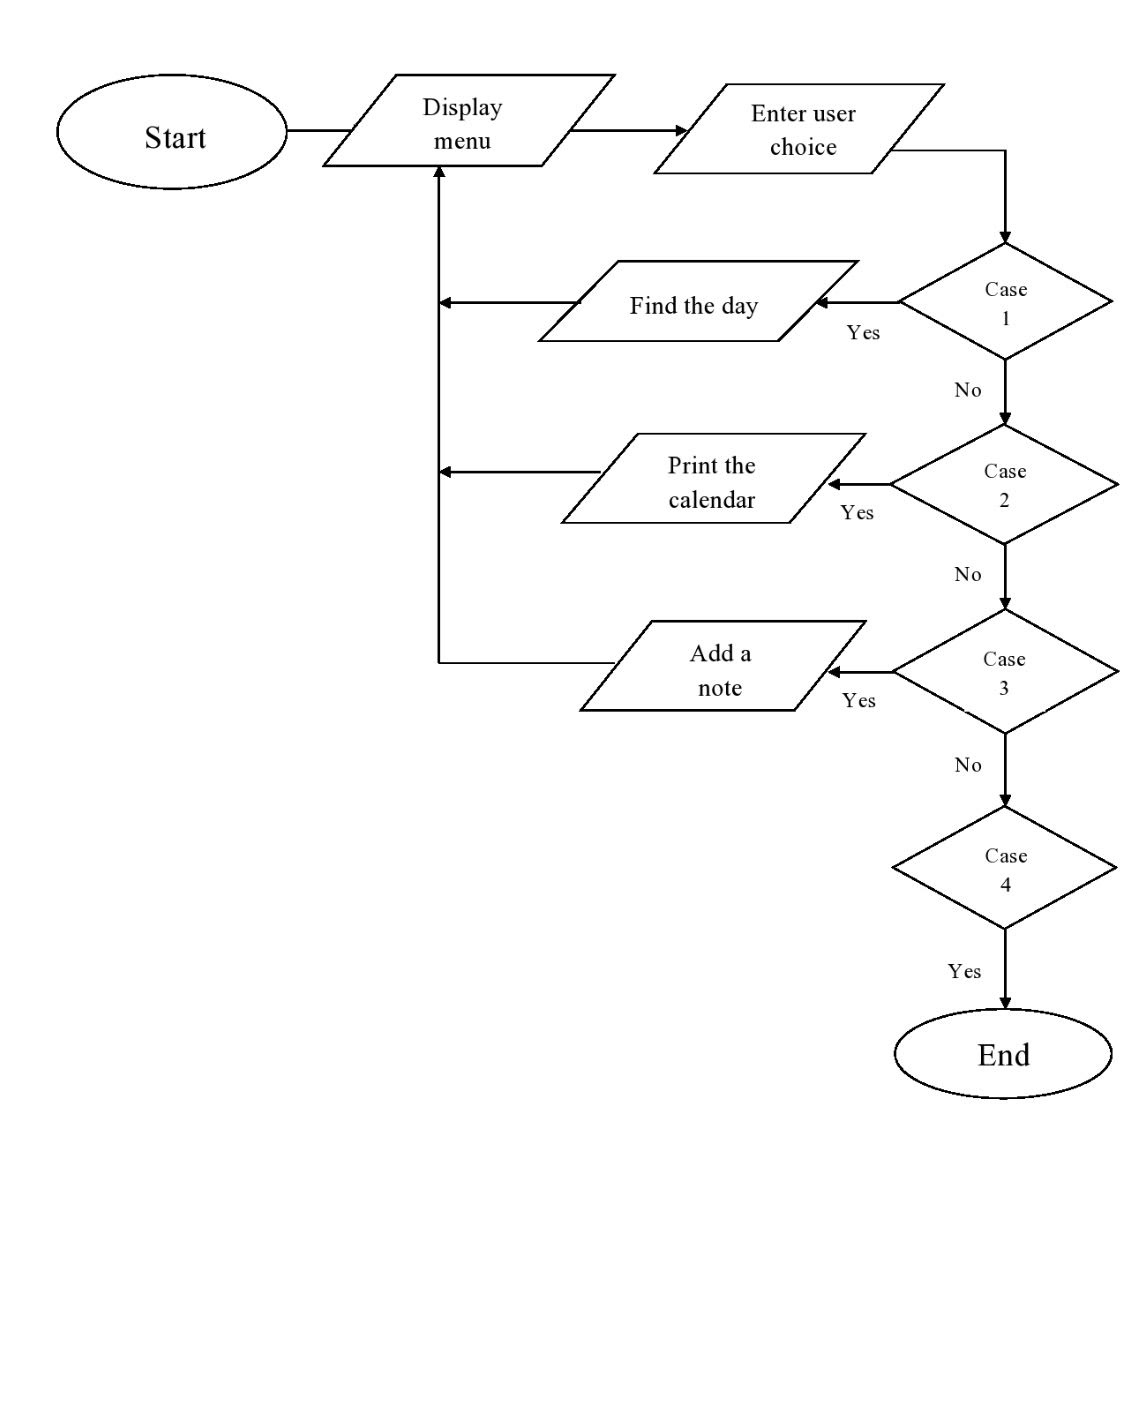 Start
Display
menu
Enter user
choice
Case
1
Find the day
Yes
No
Case
2
Print the
calendar
Yes
No
Case
3
Add a
note
Yes
No
Case
4
Yes
End